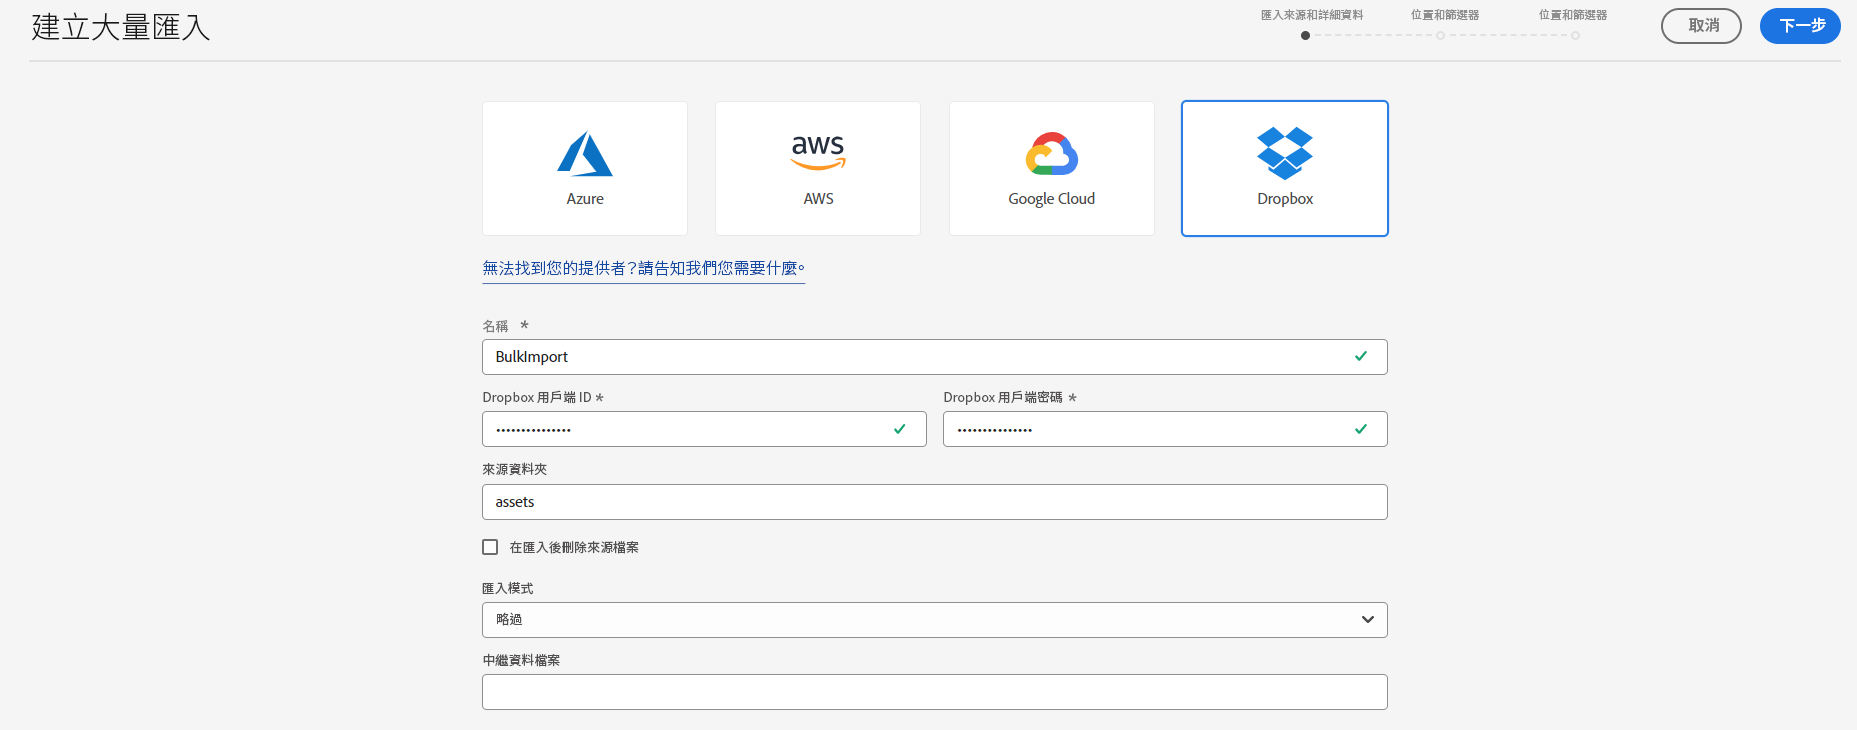 建立大量匯入
匯入來源和詳細資料
位置和篩選器
位置和篩選器
取消
下一步
aws
Azure
AWS
Google Cloud
Dropbox
無法找到您的提供者？請告知我們您需要什麼。
名稱 *
BulkImport
Dropbox 用戶端 ID *
Dropbox 用戶端密碼 *
•••••••••••••••
•••••••••••••••
來源資料夾
assets
在匯入後刪除來源檔案
匯入模式
略過
中繼資料檔案